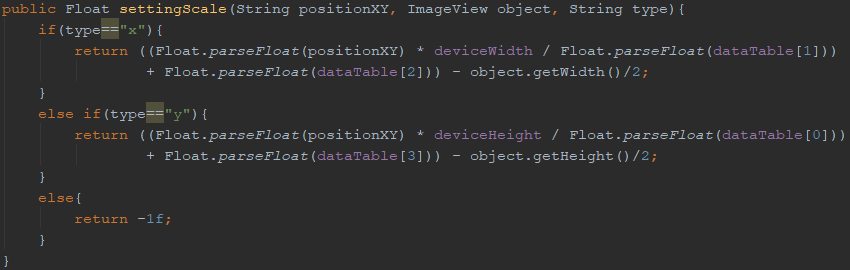 public Float settingScale(String positionXY, ImageView object, String type){
    if(type=="x"){
        return ((Float.parseFloat(positionXY) * deviceWidth / Float.parseFloat(dataTable[1]))
                + Float.parseFloat(dataTable[2])) - object.getWidth()/2;
    }
    else if(type=="y"){
        return ((Float.parseFloat(positionXY) * deviceHeight / Float.parseFloat(dataTable[0]))
                + Float.parseFloat(dataTable[3])) - object.getHeight()/2;
    }
    else{
        return -1f;
    }
}